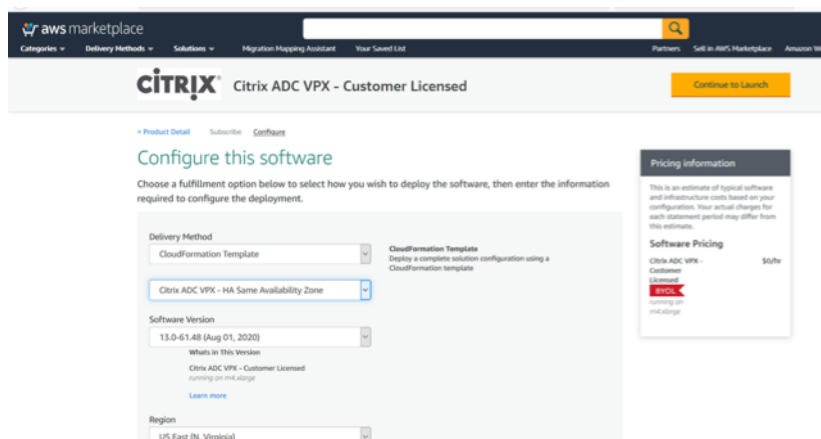 aws marketplace
Categories Delivery Methods Solutions Migration Mapping Assistant Your Saved List Partners Sell in AWS Marketplace Amazon W
CİTRIX Citrix ADC VPX - Customer Licensed Continue to Launch
< Product Detail Subscribe Configure
Configure this software
Choose a fulfillment option below to select how you wish to deploy the software, then enter the information
required to configure the deployment.
Delivery Method
CloudFormation Template
CloudFormation Template
Deploy a complete solution configuration using a
CloudFormation template
Citrix ADC VPX - HA Same Availability Zone
Software Version
13.0-61.48 (Aug 01, 2020)
Whats in This Version
Citrix ADC VPX - Customer Licensed
running on m4.xlarge
Learn more
Region
US East (N. Virginia)
Pricing information
This is an estimate of typical software
and infrastructure costs based on your
configuration. Your actual charges for
each statement period may differ from
this estimate.
Software Pricing
Citrix ADC VPX - $0/hr
Customer
Licensed
BYOL
running on
m4.xlarge